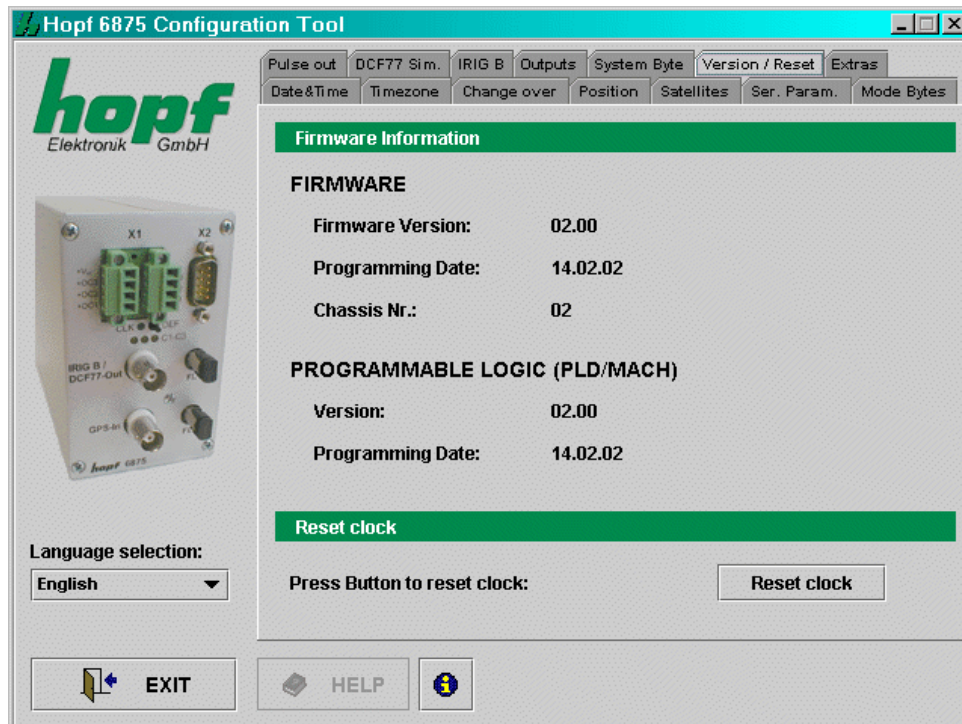 Hopf 6875 Configuration Tool
Pulse out DCF77 Sim. IRIG B Outputs System Byte Version / Reset Extras
Date&Time Timezone Change over Position Satellites Ser. Param. Mode Bytes
hopf
Elektronik GmbH
Firmware Information
FIRMWARE
Firmware Version: 02.00
Programming Date: 14.02.02
Chassis Nr.: 02
PROGRAMMABLE LOGIC (PLD/MACH)
Version: 02.00
Programming Date: 14.02.02
X1 X2
CLK DEF
C1-C3
IRIG B /
DCF77-Out
GPS-In
hopf 6875
Reset clock
Press Button to reset clock: Reset clock
Language selection:
English
EXIT HELP